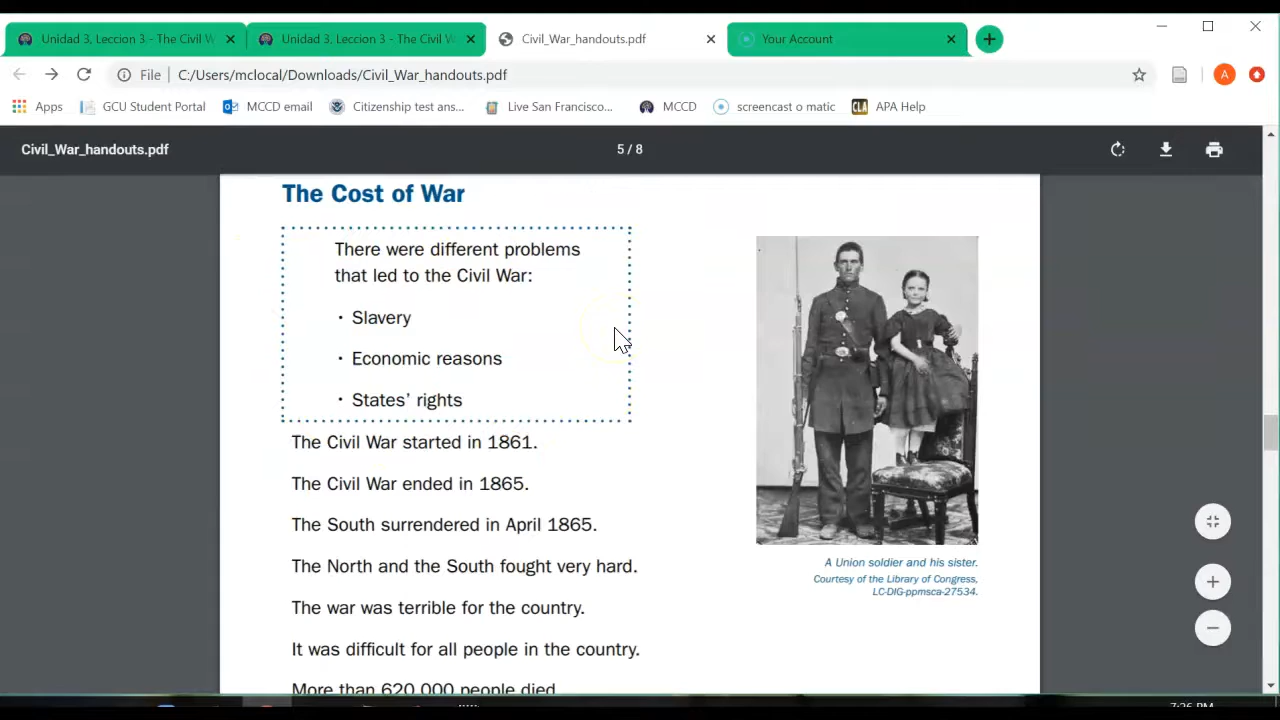 Unidad 3, Leccion 3 - The Civil W
Unidad 3, Leccion 3 - The Civil W
Civil_War_handouts.pdf
Your Account
File | C:/Users/mclocal/Downloads/Civil_War_handouts.pdf
A
Apps
GCU Student Portal
MCCD email
Citizenship test ans...
Live San Francisco...
MCCD
screencast o matic
CLA
APA Help
Civil_War_handouts.pdf
5 / 8
The Cost of War
There were different problems
that led to the Civil War:
· Slavery
· Economic reasons
· States’ rights
The Civil War started in 1861.
The Civil War ended in 1865.
The South surrendered in April 1865.
The North and the South fought very hard.
The war was terrible for the country.
It was difficult for all people in the country.
More than 620,000 people died
A Union soldier and his sister.
Courtesy of the Library of Congress,
LC-DIG-ppmsca-27534.
7:26 PM